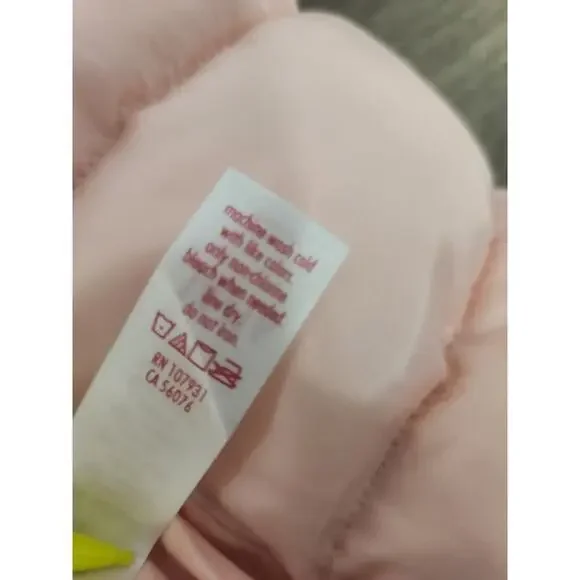 machine wash cold
with like colors.
only non-chlorine
bleach when needed.
line dry.
do not iron.
RN 107931
CA 56076